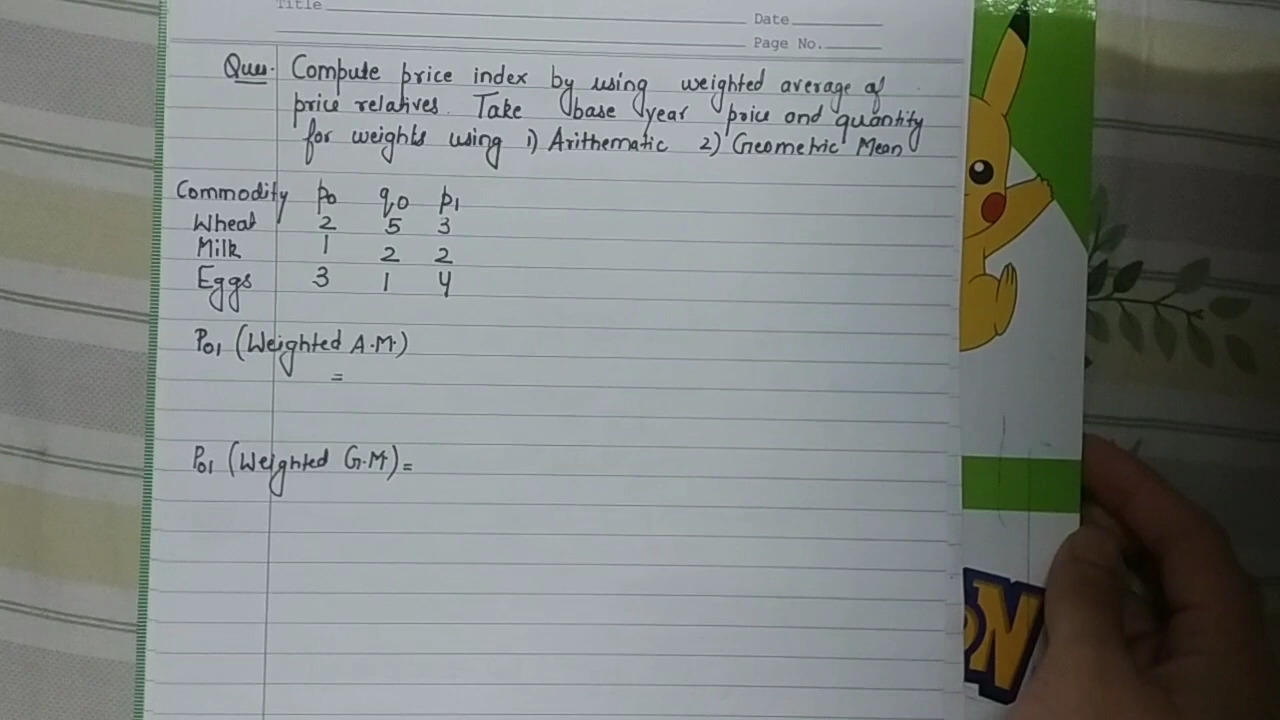 Title
Date
Page No.
Ques. Compute price index by using weighted average of
price relatives. Take base year price and quantity
for weights using 1) Arithematic 2) Geometric Mean
Commodity p0 q0 p1
Wheat 2 5 3
Milk 1 2 2
Eggs 3 1 4
P01 (Weighted A.M.)
=
P01 (Weighted G.M) =